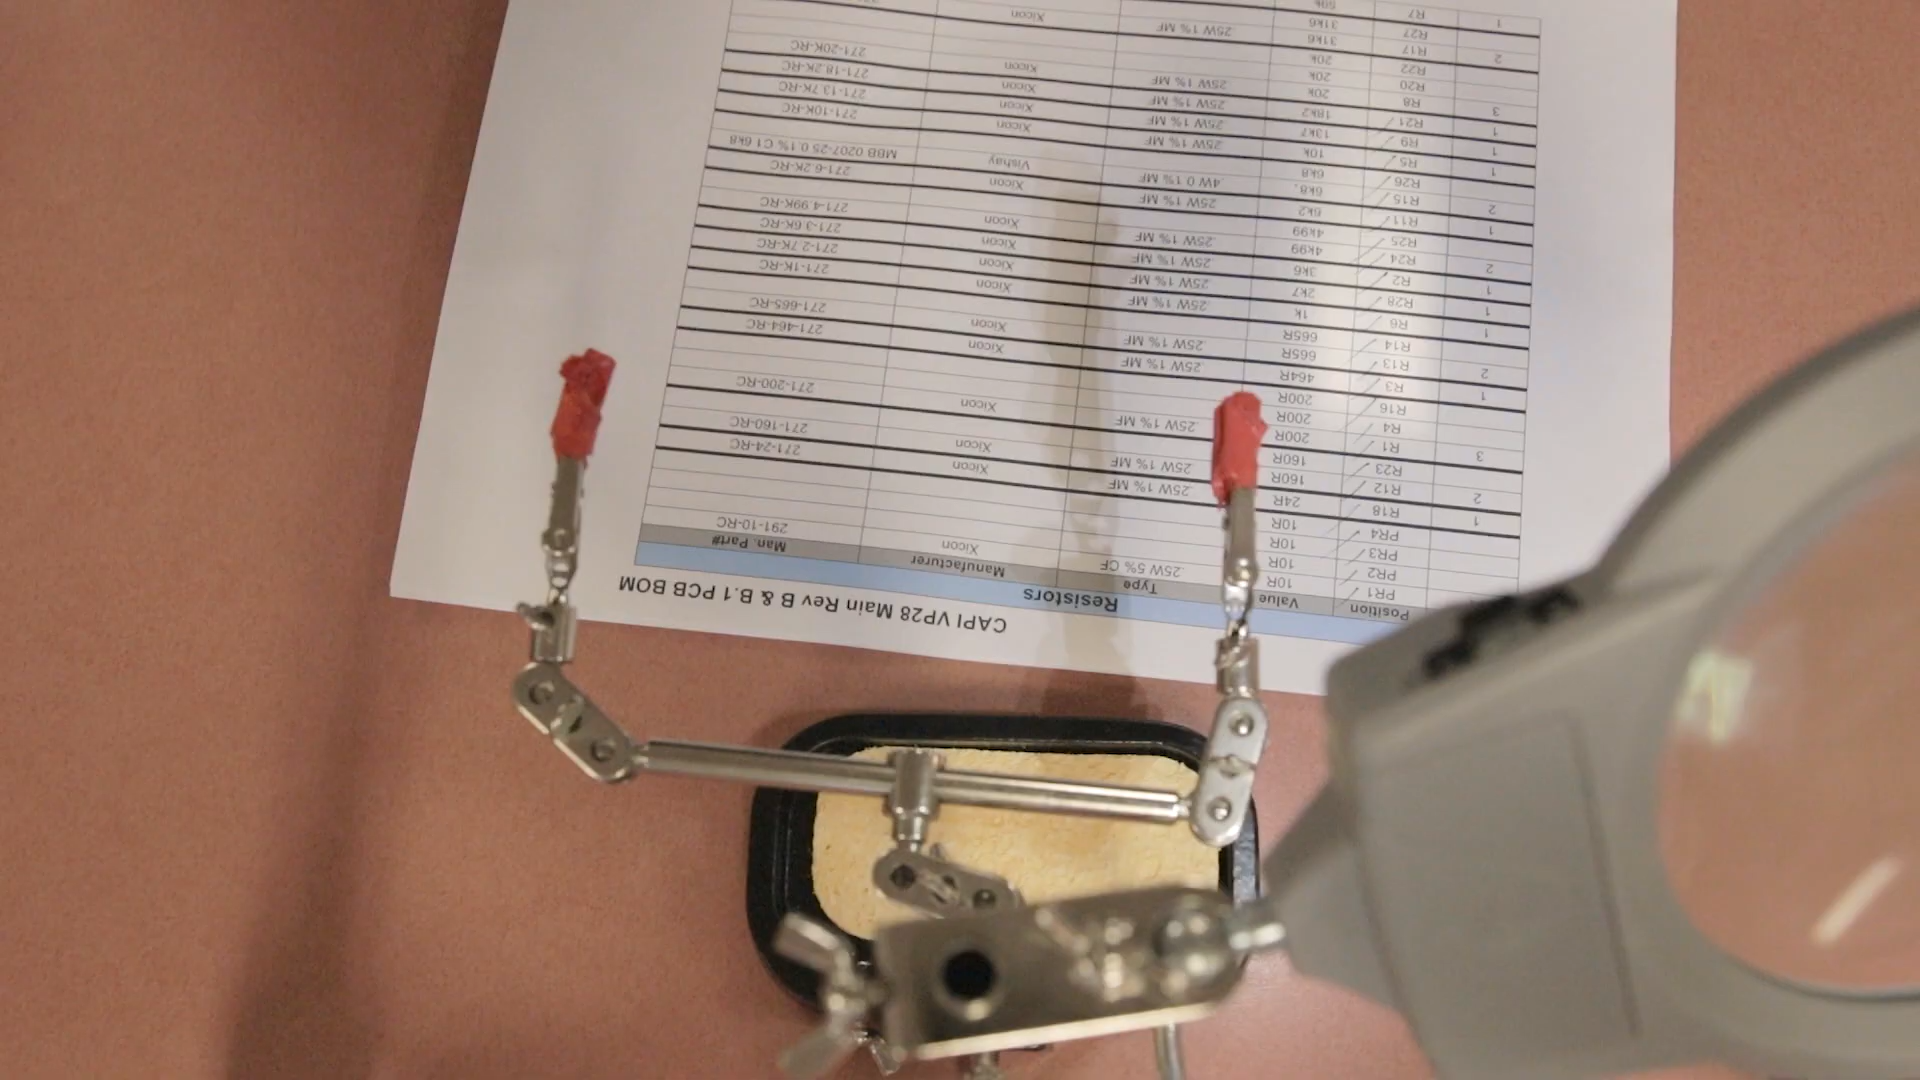 CAPI VP28 Main Rev B & B.1 PCB BOM
Resistors
Position Value Type Manufacturer Man. Part#
PR1 10R .25W 5% CF Xicon 291-10-RC
PR2 10R
PR3 10R
PR4 10R
1 R18 24R .25W 1% MF Xicon 271-24-RC
2 R12 160R .25W 1% MF Xicon 271-160-RC
R23 160R
3 R1 200R .25W 1% MF Xicon 271-200-RC
R4 200R
R16 200R
1 R3 464R .25W 1% MF Xicon 271-464-RC
2 R13 665R .25W 1% MF Xicon 271-665-RC
R14 665R
1 R6 1k .25W 1% MF Xicon 271-1K-RC
1 R28 2k7 .25W 1% MF Xicon 271-2.7K-RC
1 R2 3k6 .25W 1% MF Xicon 271-3.6K-RC
2 R24 4k99 .25W 1% MF Xicon 271-4.99K-RC
R25 4k99
1 R11 6k2 .25W 1% MF Xicon 271-6.2K-RC
2 R15 6k8 .4W 0.1% MF Vishay MBB 0207-25 0.1% C1 6k8
R26 6k8
1 R5 10k .25W 1% MF Xicon 271-10K-RC
1 R9 13k7 .25W 1% MF Xicon 271-13.7K-RC
1 R21 18k2 .25W 1% MF Xicon 271-18.2K-RC
3 R8 20k .25W 1% MF Xicon 271-20K-RC
R20 20k
R22 20k
2 R17 31k6 .25W 1% MF Xicon
R27 31k6
1 R7